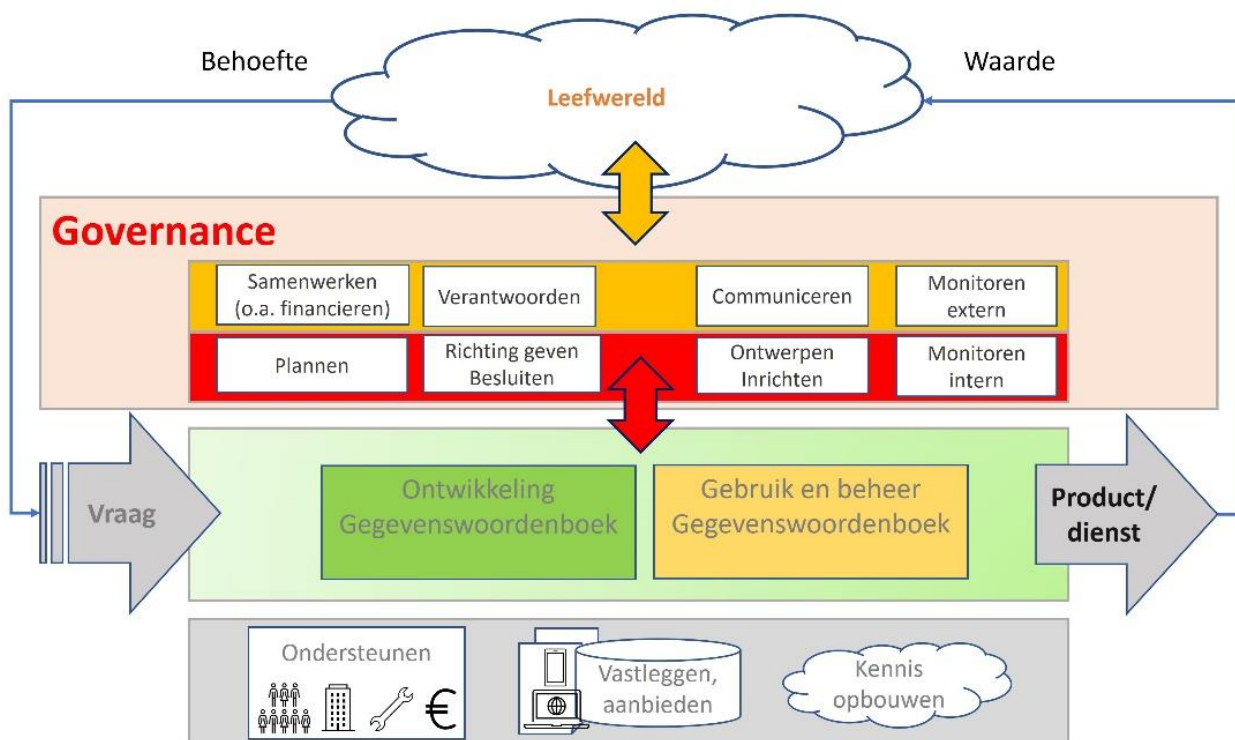 Behoefte
Waarde
Leefwereld
Governance
Samenwerken
(o.a. financieren)
Verantwoorden
Communiceren
Monitoren
extern
Plannen
Richting geven
Besluiten
Ontwerpen
Inrichten
Monitoren
intern
Vraag
Ontwikkeling
Gegevenswoordenboek
Gebruik en beheer
Gegevenswoordenboek
Product/
dienst
Ondersteunen
€
Vastleggen,
aanbieden
Kennis
opbouwen